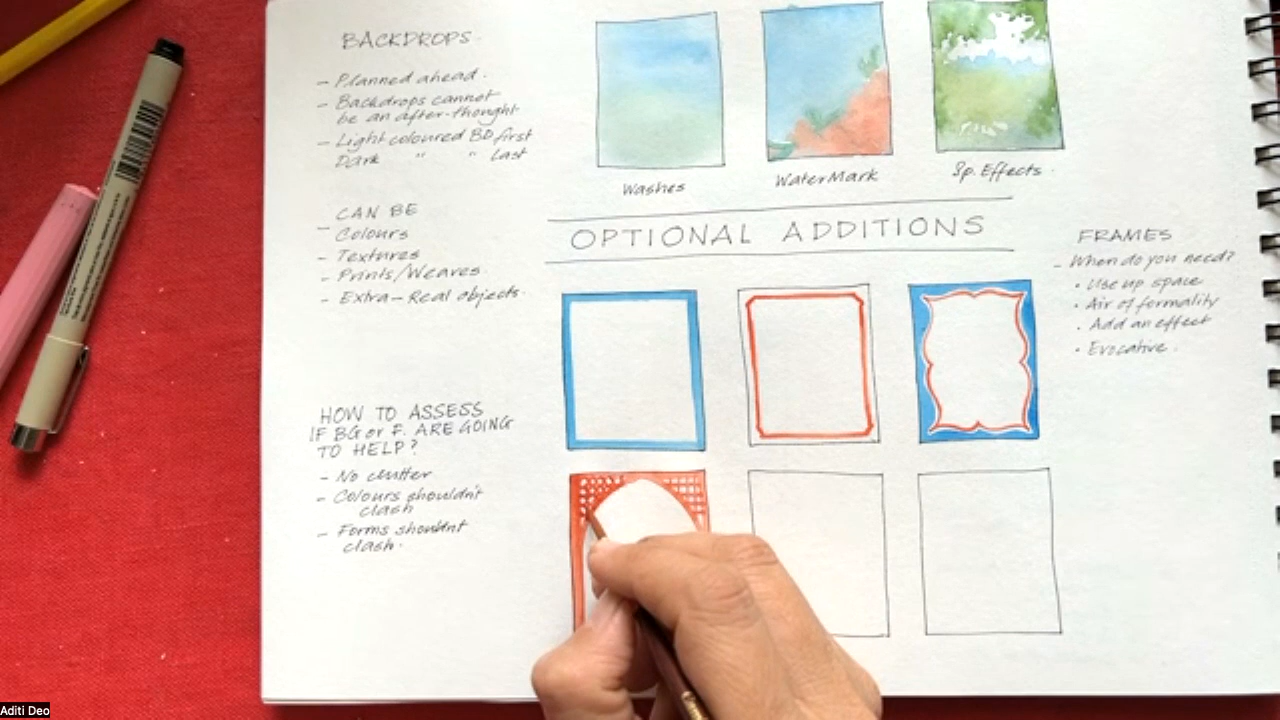 BACKDROPS
- Planned ahead.
- Backdrops cannot
be an after-thought
- Light coloured BD first
Dark " " Last
CAN BE
- Colours
- Textures
- Prints/Weaves
- Extra-Real objects.
HOW TO ASSESS
IF BG or F. ARE GOING
TO HELP?
- No clutter
- Colours shouldn't
clash
- Forms shouldnt
clash.
Washes
WaterMark
Sp. Effects.
OPTIONAL ADDITIONS
FRAMES
- When do you need?
• Use up space
• Air of formality
• Add an effect
• Evocative.
Aditi Deo